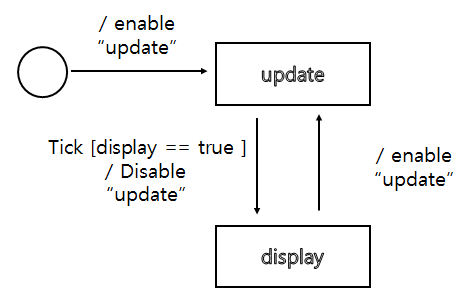 / enable
“update”
update
Tick [display == true ]
/ Disable
“update”
/ enable
“update”
display